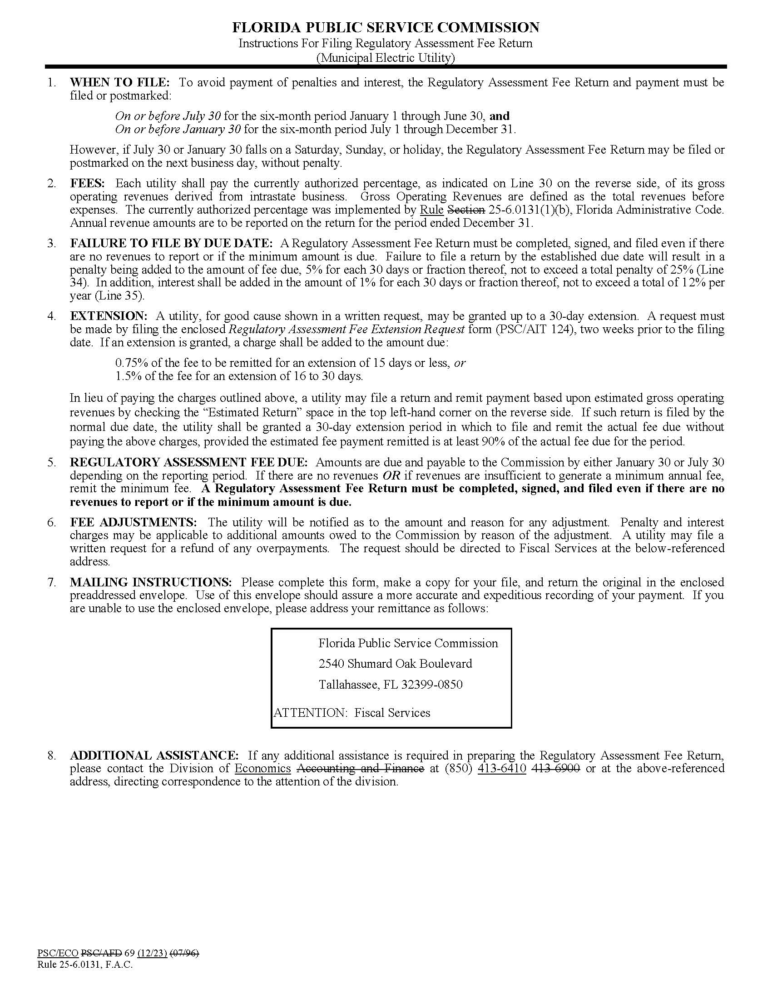 FLORIDA PUBLIC SERVICE COMMISSION
Instructions For Filing Regulatory Assessment Fee Return
(Municipal Electric Utility)
1. WHEN TO FILE: To avoid payment of penalties and interest, the Regulatory Assessment Fee Return and payment must be
filed or postmarked:
On or before July 30 for the six-month period January 1 through June 30, and
On or before January 30 for the six-month period July 1 through December 31.
However, if July 30 or January 30 falls on a Saturday, Sunday, or holiday, the Regulatory Assessment Fee Return may be filed or
postmarked on the next business day, without penalty.
2. FEES: Each utility shall pay the currently authorized percentage, as indicated on Line 30 on the reverse side, of its gross
operating revenues derived from intrastate business. Gross Operating Revenues are defined as the total revenues before
expenses. The currently authorized percentage was implemented by Rule Section 25-6.0131(1)(b), Florida Administrative Code.
Annual revenue amounts are to be reported on the return for the period ended December 31.
3. FAILURE TO FILE BY DUE DATE: A Regulatory Assessment Fee Return must be completed, signed, and filed even if there
are no revenues to report or if the minimum amount is due. Failure to file a return by the established due date will result in a
penalty being added to the amount of fee due, 5% for each 30 days or fraction thereof, not to exceed a total penalty of 25% (Line
34). In addition, interest shall be added in the amount of 1% for each 30 days or fraction thereof, not to exceed a total of 12% per
year (Line 35).
4. EXTENSION: A utility, for good cause shown in a written request, may be granted up to a 30-day extension. A request must
be made by filing the enclosed Regulatory Assessment Fee Extension Request form (PSC/AIT 124), two weeks prior to the filing
date. If an extension is granted, a charge shall be added to the amount due:
0.75% of the fee to be remitted for an extension of 15 days or less, or
1.5% of the fee for an extension of 16 to 30 days.
In lieu of paying the charges outlined above, a utility may file a return and remit payment based upon estimated gross operating
revenues by checking the “Estimated Return” space in the top left-hand corner on the reverse side. If such return is filed by the
normal due date, the utility shall be granted a 30-day extension period in which to file and remit the actual fee due without
paying the above charges, provided the estimated fee payment remitted is at least 90% of the actual fee due for the period.
5. REGULATORY ASSESSMENT FEE DUE: Amounts are due and payable to the Commission by either January 30 or July 30
depending on the reporting period. If there are no revenues OR if revenues are insufficient to generate a minimum annual fee,
remit the minimum fee. A Regulatory Assessment Fee Return must be completed, signed, and filed even if there are no
revenues to report or if the minimum amount is due.
6. FEE ADJUSTMENTS: The utility will be notified as to the amount and reason for any adjustment. Penalty and interest
charges may be applicable to additional amounts owed to the Commission by reason of the adjustment. A utility may file a
written request for a refund of any overpayments. The request should be directed to Fiscal Services at the below-referenced
address.
7. MAILING INSTRUCTIONS: Please complete this form, make a copy for your file, and return the original in the enclosed
preaddressed envelope. Use of this envelope should assure a more accurate and expeditious recording of your payment. If you
are unable to use the enclosed envelope, please address your remittance as follows:
Florida Public Service Commission
2540 Shumard Oak Boulevard
Tallahassee, FL 32399-0850
ATTENTION: Fiscal Services
8. ADDITIONAL ASSISTANCE: If any additional assistance is required in preparing the Regulatory Assessment Fee Return,
please contact the Division of Economics Accounting and Finance at (850) 413-6410 413-6900 or at the above-referenced
address, directing correspondence to the attention of the division.
PSC/ECO PSC/AFD 69 (12/23) (07/96)
Rule 25-6.0131, F.A.C.